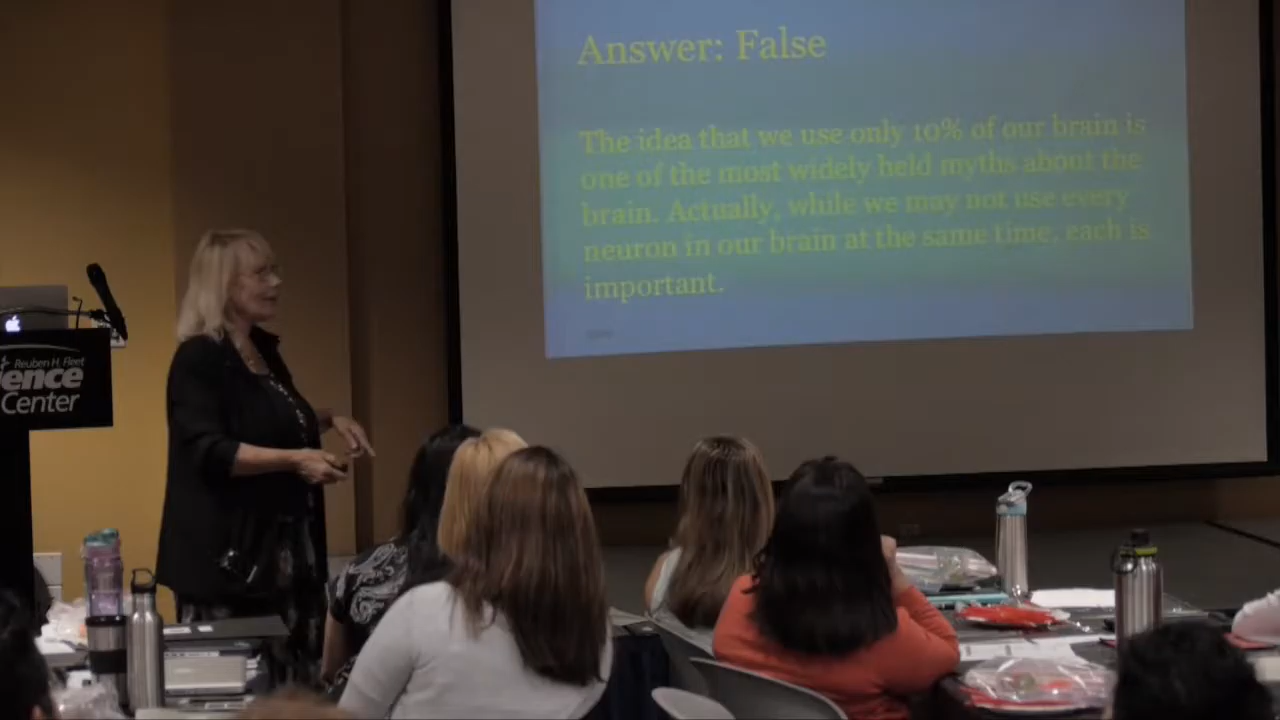 Answer: False
The idea that we use only 10% of our brain is
one of the most widely held myths about the
brain. Actually, while we may not use every
neuron in our brain at the same time, each is
important.
Reuben H. Fleet
ience
Center